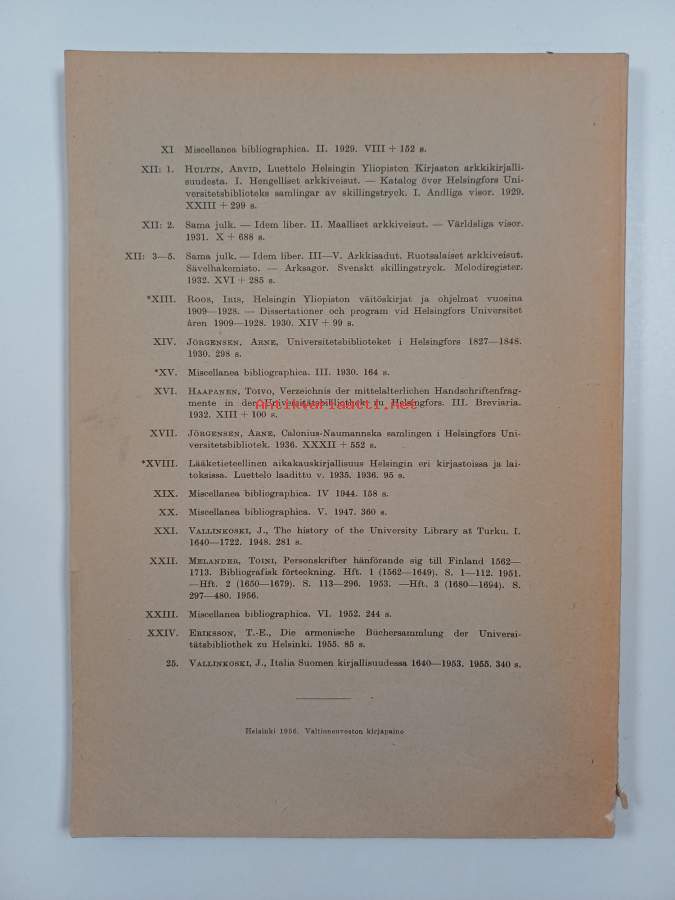 XI Miscellanea bibliographica. II. 1929. VIII + 152 s.
XII: 1. HULTIN, ARVID, Luettelo Helsingin Yliopiston Kirjaston arkkikirjalli-
suudesta. I. Hengelliset arkkiveisut. — Katalog över Helsingfors Uni-
versitetsbiblioteks samlingar av skillingstryck. I. Andliga visor. 1929.
XXIII + 299 s.
XII: 2. Sama julk. — Idem liber. II. Maalliset arkkiveisut. — Världsliga visor.
1931. X + 688 s.
XII: 3—5. Sama julk. — Idem liber. III—V. Arkkisadut. Ruotsalaiset arkkiveisut.
Sävelhakemisto. — Arksagor. Svenskt skillingstryck. Melodiregister.
1932. XVI + 285 s.
*XIII. ROOS, IRIS, Helsingin Yliopiston väitöskirjat ja ohjelmat vuosina
1909—1928. — Dissertationer och program vid Helsingfors Universitet
åren 1909—1928. 1930. XIV + 99 s.
XIV. JÖRGENSEN, ARNE, Universitetsbiblioteket i Helsingfors 1827—1848.
1930. 298 s.
*XV. Miscellanea bibliographica. III. 1930. 164 s.
XVI. HAAPANEN, TOIVO, Verzeichnis der mittelalterlichen Handschriftenfrag-
mente in der Universitätsbibliothek zu Helsingfors. III. Breviaria.
Antikvariaatti.net
1932. XIII + 100 s.
XVII. JÖRGENSEN, ARNE, Calonius-Naumannska samlingen i Helsingfors Uni-
versitetsbibliotek. 1936. XXXII + 552 s.
*XVIII. Lääketieteellinen aikakauskirjallisuus Helsingin eri kirjastoissa ja lai-
toksissa. Luettelo laadittu v. 1935. 1936. 95 s.
XIX. Miscellanea bibliographica. IV 1944. 158 s.
XX. Miscellanea bibliographica. V. 1947. 360 s.
XXI. VALLINKOSKI, J., The history of the University Library at Turku. I.
1640—1722. 1948. 281 s.
XXII. MELANDER, TOINI, Personskrifter hänförande sig till Finland 1562—
1713. Bibliografisk förteckning. Hft. 1 (1562—1649). S. 1—112. 1951.
—Hft. 2 (1650—1679). S. 113—296. 1953. —Hft. 3 (1680—1694). S.
297—480. 1956.
XXIII. Miscellanea bibliographica. VI. 1952. 244 s.
XXIV. ERIKSSON, T.-E., Die armenische Büchersammlung der Universi-
tätsbibliothek zu Helsinki. 1955. 85 s.
25. VALLINKOSKI, J., Italia Suomen kirjallisuudessa 1640—1953. 1955. 340 s.
Helsinki 1956. Valtioneuvoston kirjapaino